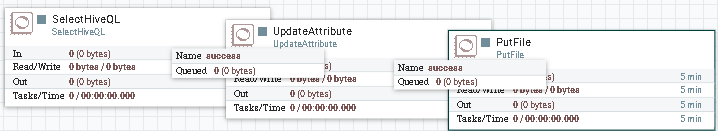 SelectHiveQL
SelectHiveQL
In 0 (0 bytes)
Read/Write 0 bytes / 0 bytes
Out 0 (0 bytes)
Tasks/Time 0 / 00:00:00.000
Name success
Queued 0 (0 bytes)
UpdateAttribute
UpdateAttribute
bytes)
Read/Write 0 bytes / 0 bytes
Out 0 (0 bytes)
Tasks/Time 0 / 00:00:00.000
Name success
Queued 0 (0 bytes)
PutFile
PutFile
bytes) 5 min
Read/Write 0 bytes / 0 bytes 5 min
Out 0 (0 bytes) 5 min
Tasks/Time 0 / 00:00:00.000 5 min